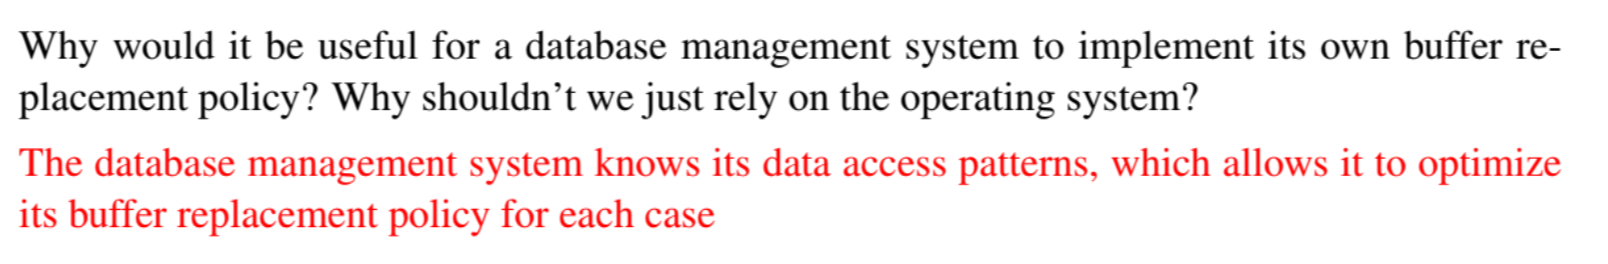 Why would it be useful for a database management system to implement its own buffer re-
placement policy? Why shouldn't we just rely on the operating system?
The database management system knows its data access patterns, which allows it to optimize
its buffer replacement policy for each case